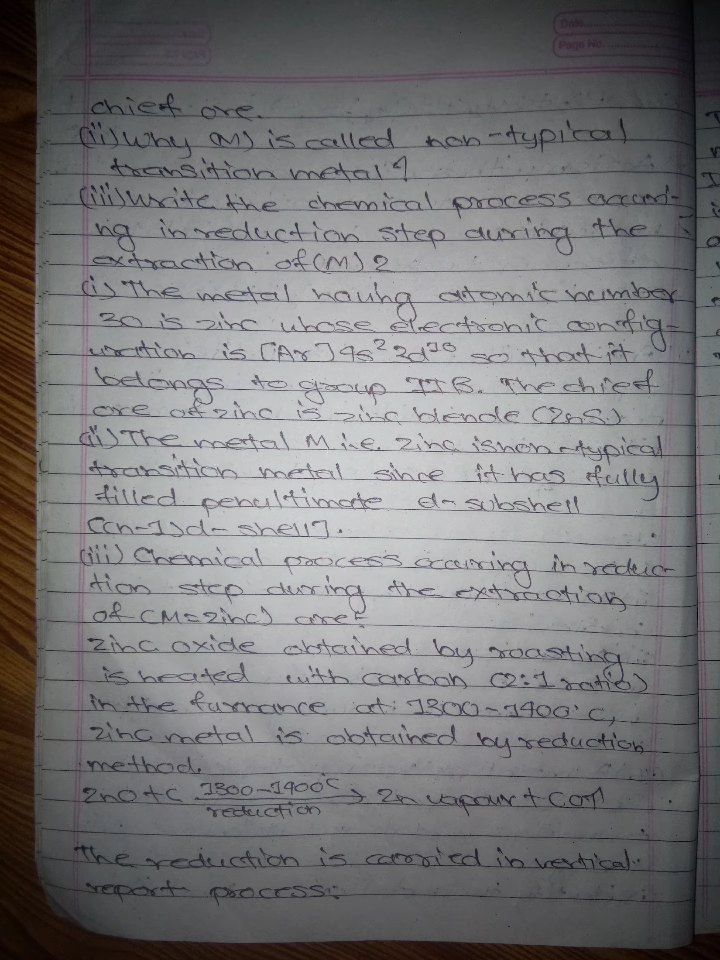 Date
Page No.
chief ore.
(ii) Why (M) is called non-typical
transition metal?
(iii) Write the chemical process occuri-
ng in reduction step during the
extraction of (M)?
(i) The metal having atomic number
30 is zinc whose electronic config-
uration is [Ar] 4s² 3d¹⁰ so that it
belongs to group IIB. The chief
ore of zinc is zinc blende (ZnS.)
(ii) The metal M i.e. zinc is non-typical
transition metal since it has fully
filled penultimate d-subshell
[(n-1)d-shell].
(iii) Chemical process occuring in reduc-
tion step during the extraction
of (M=zinc) are:
zinc oxide obtained by roasting
is heated with carbon (2:1 ratio)
in the furnance at: 1300-1400°C,
zinc metal is obtained by reduction
method.
ZnO + C 1300-1400°C reduction → Zn vapour + CO↑
The reduction is carried in vertical
report process: